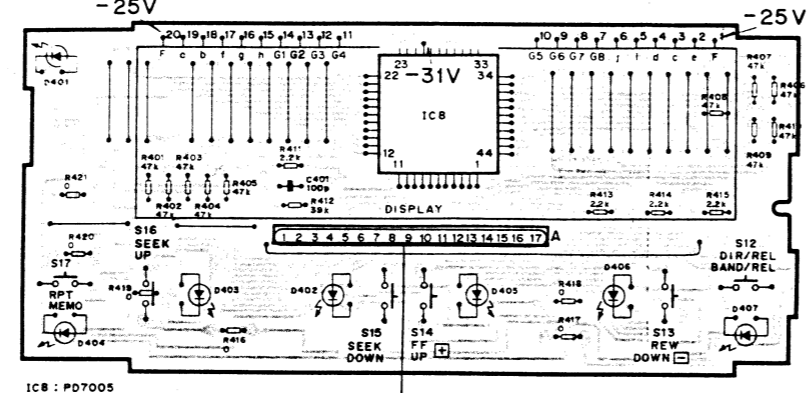 -25V
-25V
20 19 18 17 16 15 14 13 12 11
F c b f g h G1 G2 G3 G4
10 9 8 7 6 5 4 3 2
G5 G6 G7 G8 j i d c e F
D401
23 33
22 -31V 34
IC8
12 44
11 1
R407
47k
R406
47k
R408
47k
R409
47k
R401
47k
R403
47k
R405
47k
R402
47k
R404
47k
R411
2.2k
C401
100p
R412
39k
R413
2.2k
R414
2.2k
R415
2.2k
DISPLAY
R421
0
R420
0
S17
RPT
MEMO
D404
S16
SEEK
UP
R419
0
D403
R416
0
D402
1 2 3 4 5 6 7 8 9 10 11 12 13 14 15 16 17 A
S15
SEEK
DOWN
S14
FF
UP +
D405
R418
0
R417
0
D406
S13
REW
DOWN -
S12
DIR/REL
BAND/REL
D407
IC8 : PD7005